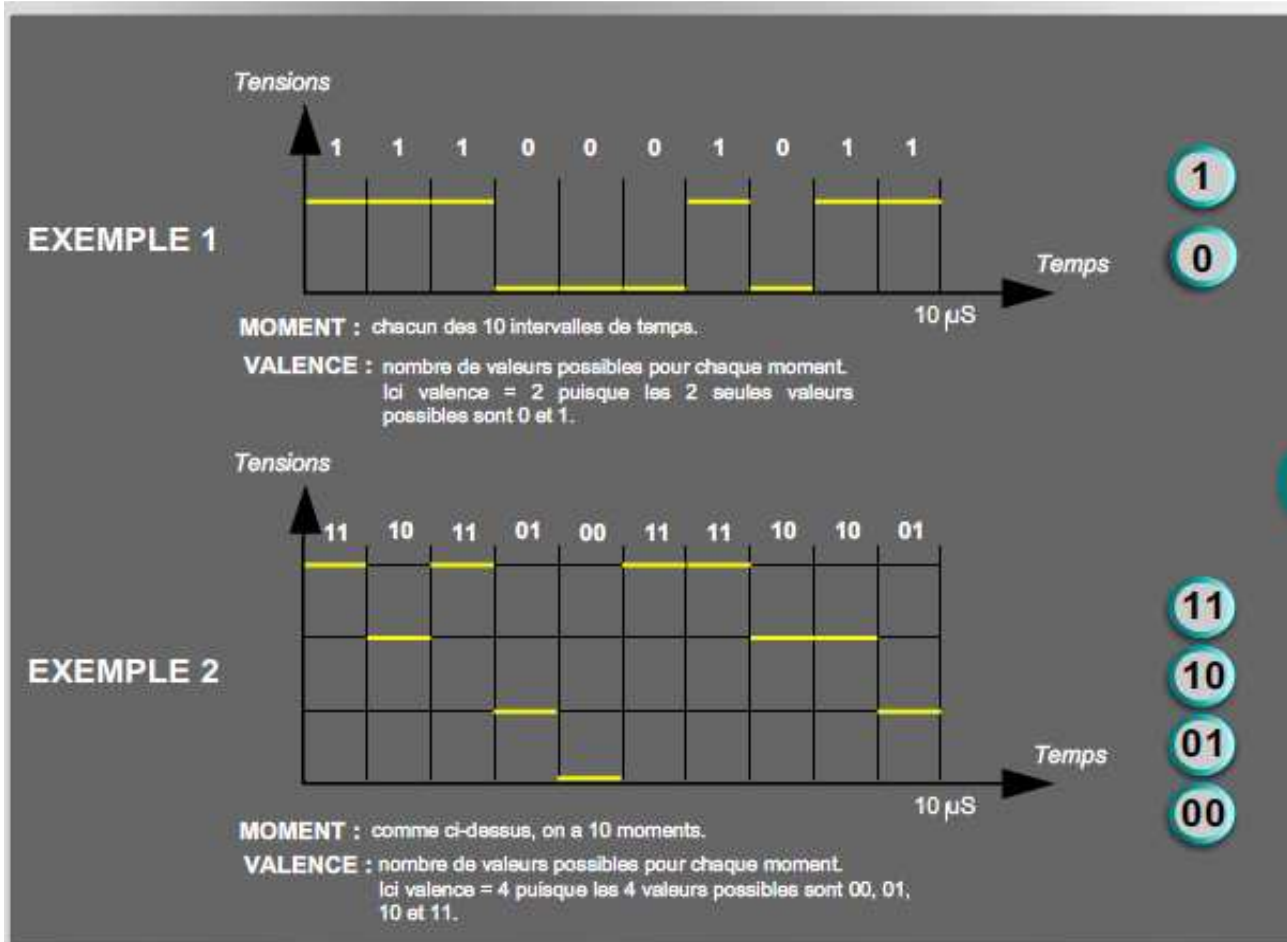 Tensions
1 1 1 0 0 0 1 0 1 1
1
EXEMPLE 1
0
Temps
10 µS
MOMENT : chacun des 10 intervalles de temps.
VALENCE : nombre de valeurs possibles pour chaque moment.
Ici valence = 2 puisque les 2 seules valeurs
possibles sont 0 et 1.
Tensions
11 10 11 01 00 11 11 10 10 01
11
EXEMPLE 2
10
01
Temps
00
10 µS
MOMENT : comme ci-dessus, on a 10 moments.
VALENCE : nombre de valeurs possibles pour chaque moment.
Ici valence = 4 puisque les 4 valeurs possibles sont 00, 01,
10 et 11.